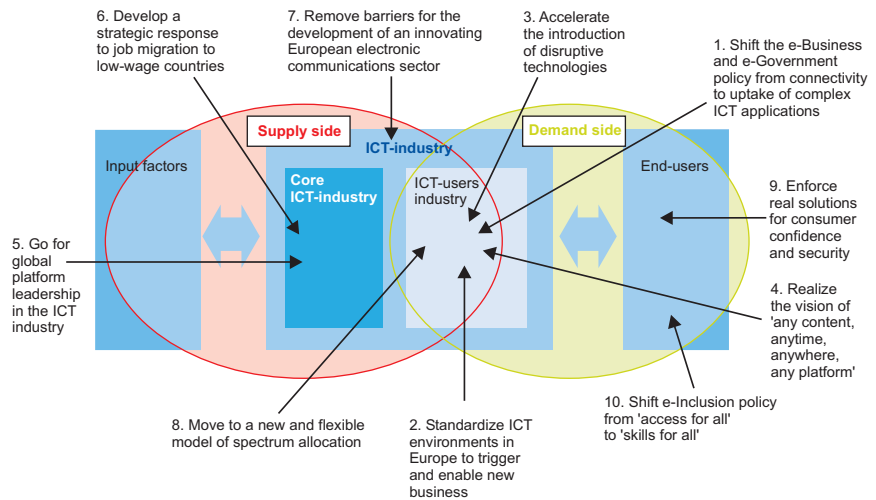 6. Develop a
strategic response
to job migration to
low-wage countries
7. Remove barriers for the
development of an innovating
European electronic
communications sector
3. Accelerate
the introduction
of disruptive
technologies
1. Shift the e-Business
and e-Government
policy from connectivity
to uptake of complex
ICT applications
Supply side
Demand side
Input factors
ICT-industry
End-users
Core
ICT-industry
ICT-users
industry
9. Enforce
real solutions
for consumer
confidence
and security
5. Go for
global
platform
leadership
in the ICT
industry
4. Realize
the vision of
'any content,
anytime,
anywhere,
any platform'
8. Move to a new and flexible
model of spectrum allocation
2. Standardize ICT
environments in
Europe to trigger
and enable new
business
10. Shift e-Inclusion policy
from 'access for all'
to 'skills for all'